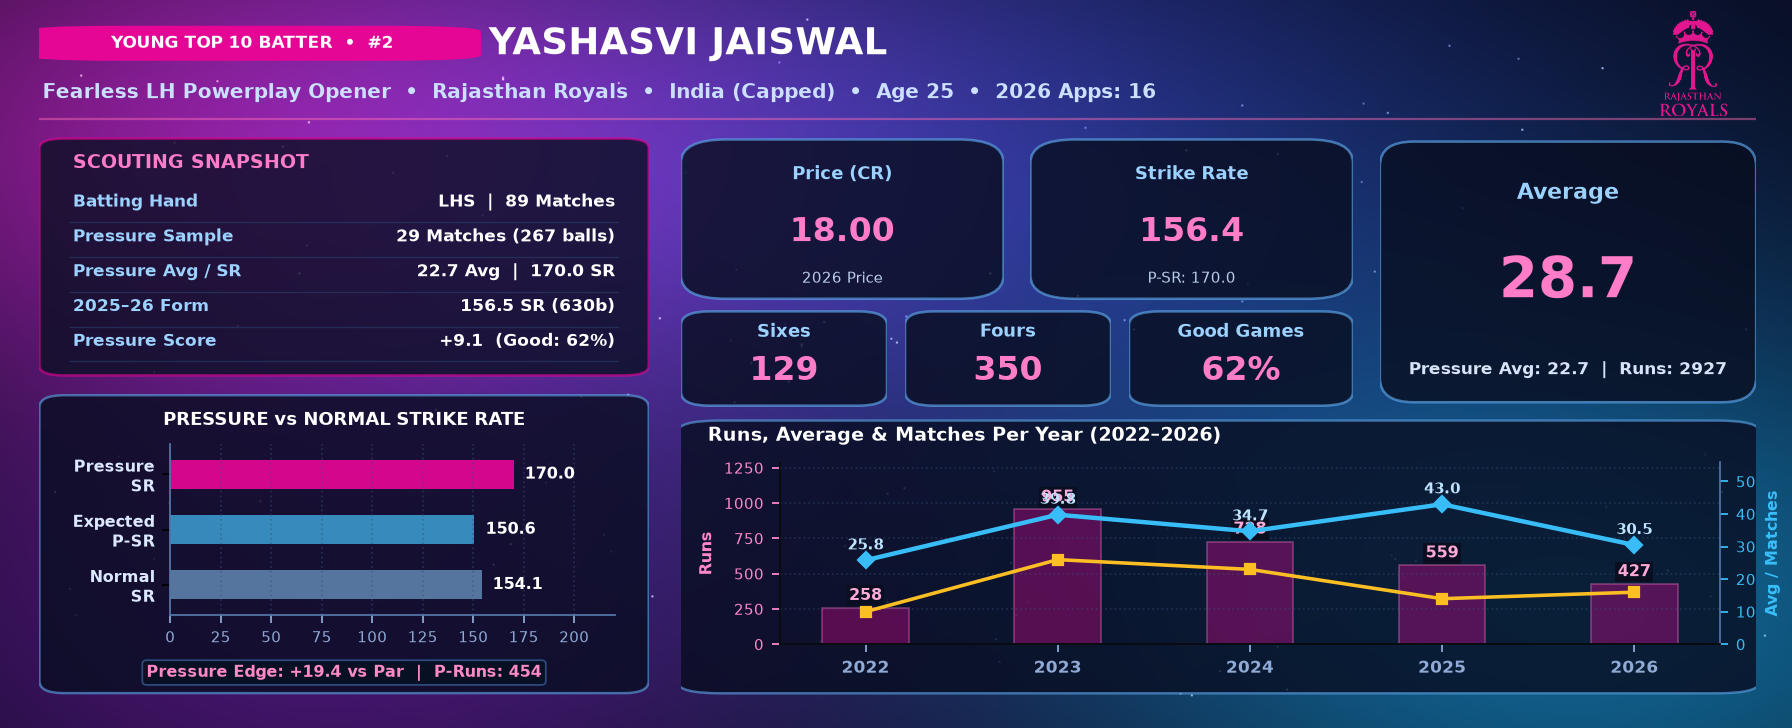 YOUNG TOP 10 BATTER • #2
YASHASVI JAISWAL
Fearless LH Powerplay Opener • Rajasthan Royals • India (Capped) • Age 25 • 2026 Apps: 16
RAJASTHAN
ROYALS
SCOUTING SNAPSHOT
Batting Hand LHS | 89 Matches
Pressure Sample 29 Matches (267 balls)
Pressure Avg / SR 22.7 Avg | 170.0 SR
2025–26 Form 156.5 SR (630b)
Pressure Score +9.1 (Good: 62%)
Price (CR)
18.00
2026 Price
Strike Rate
156.4
P-SR: 170.0
Average
28.7
Pressure Avg: 22.7 | Runs: 2927
Sixes
129
Fours
350
Good Games
62%
PRESSURE vs NORMAL STRIKE RATE
Pressure
SR
170.0
Expected
P-SR
150.6
Normal
SR
154.1
0 25 50 75 100 125 150 175 200
Pressure Edge: +19.4 vs Par | P-Runs: 454
Runs, Average & Matches Per Year (2022–2026)
Runs
1250
1000
750
500
250
0
258
559
427
25.8
39.8
34.7
43.0
30.5
50
40
30
20
10
0
Avg / Matches
2022 2023 2024 2025 2026